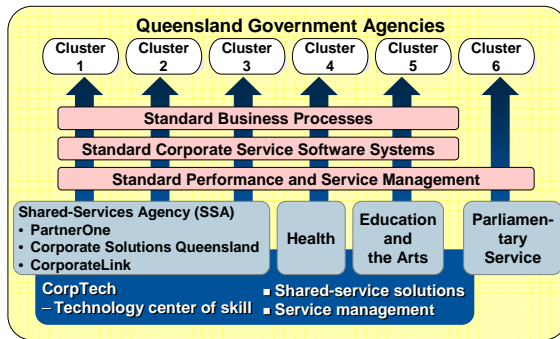 Queensland Government Agencies
Cluster 1
Cluster 2
Cluster 3
Cluster 4
Cluster 5
Cluster 6
Standard Business Processes
Standard Corporate Service Software Systems
Standard Performance and Service Management
Shared-Services Agency (SSA)
• PartnerOne
• Corporate Solutions Queensland
• CorporateLink
Health
Education
and
the Arts
Parliamen-
tary
Service
CorpTech
– Technology center of skill
■ Shared-service solutions
■ Service management